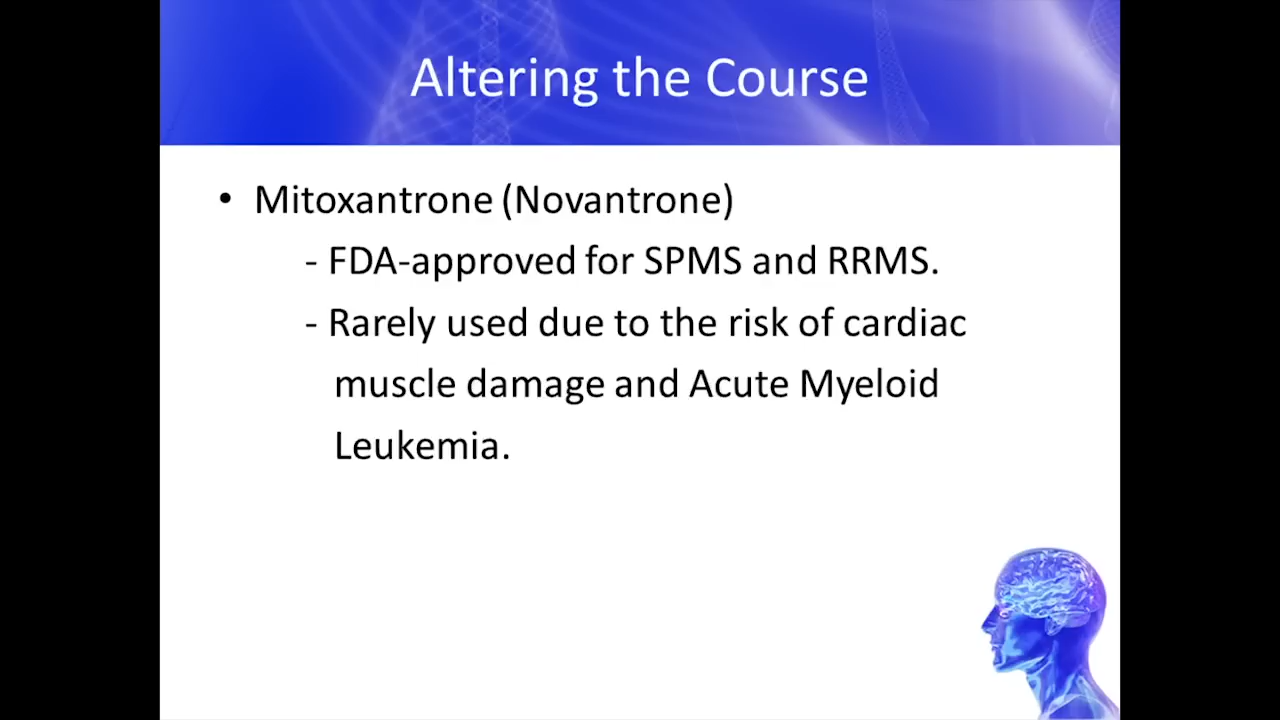 Altering the Course
• Mitoxantrone (Novantrone)
- FDA-approved for SPMS and RRMS.
- Rarely used due to the risk of cardiac
muscle damage and Acute Myeloid
Leukemia.